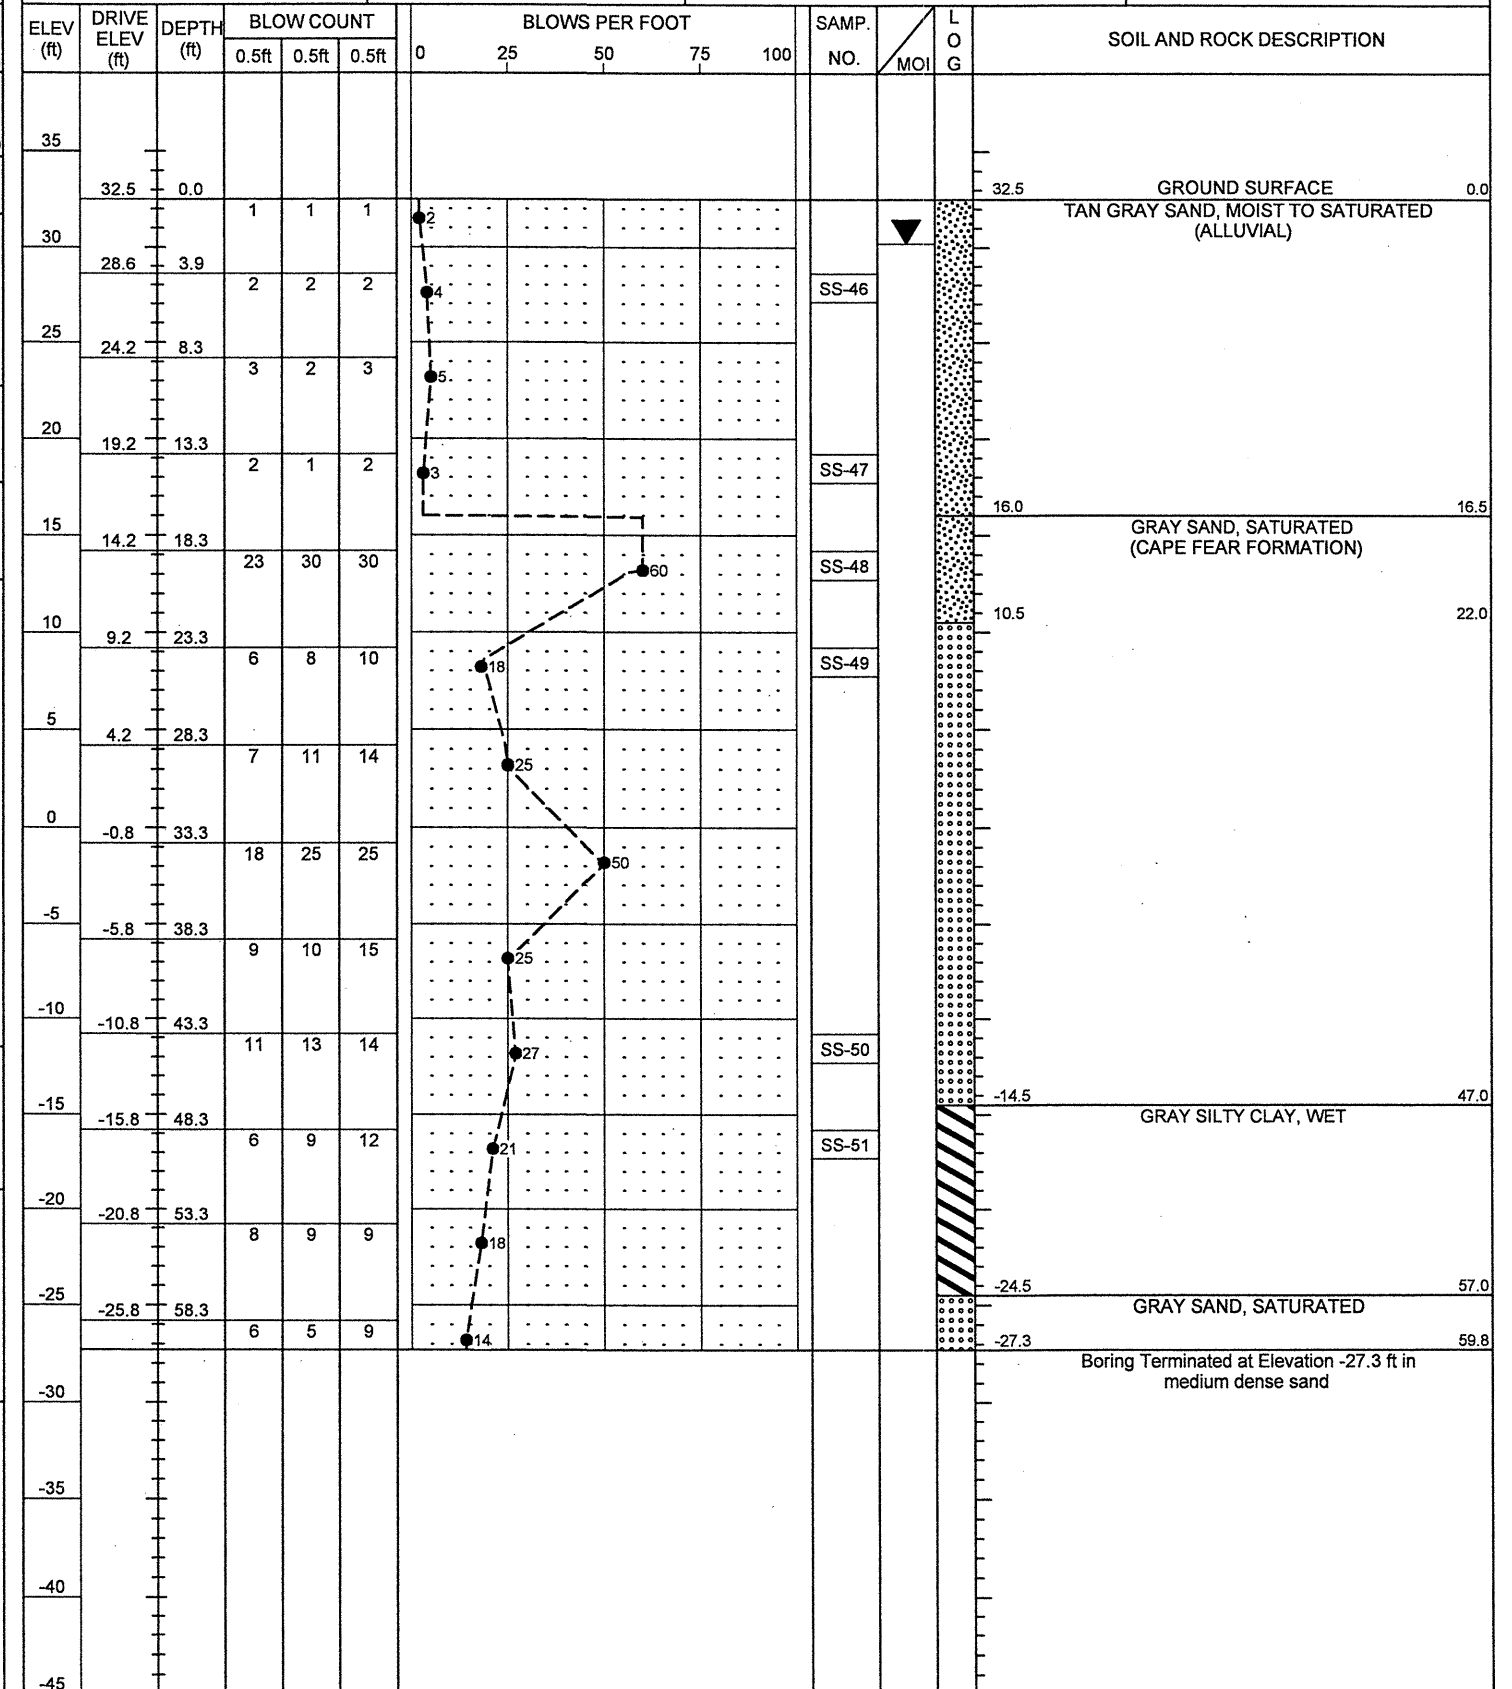 ELEV (ft) DRIVE ELEV (ft) DEPTH (ft) BLOW COUNT BLOWS PER FOOT SAMP. NO. MOI LOG SOIL AND ROCK DESCRIPTION
0.5ft 0.5ft 0.5ft 0 25 50 75 100
35
32.5 0.0 32.5 GROUND SURFACE 0.0
1 1 1 2 TAN GRAY SAND, MOIST TO SATURATED
(ALLUVIAL)
30
28.6 3.9
2 2 2 4 SS-46
25
24.2 8.3
3 2 3 5
20
19.2 13.3
2 1 2 3 SS-47
16.0 16.5
15 GRAY SAND, SATURATED
14.2 18.3 (CAPE FEAR FORMATION)
23 30 30 60 SS-48
10.5 22.0
10
9.2 23.3
6 8 10 18 SS-49
5
4.2 28.3
7 11 14 25
0
-0.8 33.3
18 25 25 50
-5
-5.8 38.3
9 10 15 25
-10
-10.8 43.3
11 13 14 27 SS-50
-14.5 47.0
-15 GRAY SILTY CLAY, WET
-15.8 48.3
6 9 12 21 SS-51
-20
-20.8 53.3
8 9 9 18
-24.5 57.0
-25 GRAY SAND, SATURATED
-25.8 58.3
6 5 9 14
-27.3 59.8
Boring Terminated at Elevation -27.3 ft in
medium dense sand
-30
-35
-40
-45